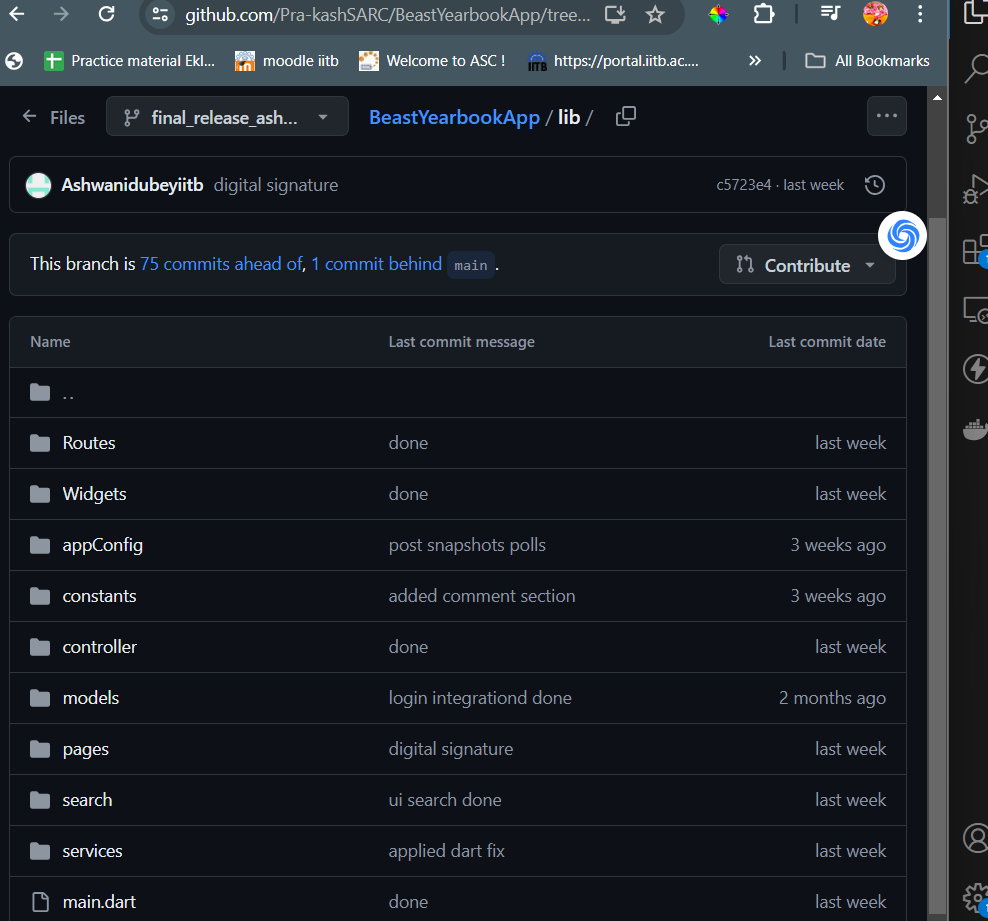 github.com/Pra-kashSARC/BeastYearbookApp/tree...
Practice material Ekl... moodle iitb Welcome to ASC ! https://portal.iitb.ac.... » All Bookmarks
Files final_release_ash... BeastYearbookApp / lib / ...
Ashwanidubeyiitb digital signature c5723e4 · last week
This branch is 75 commits ahead of, 1 commit behind main . Contribute
Name Last commit message Last commit date
..
Routes done last week
Widgets done last week
appConfig post snapshots polls 3 weeks ago
constants added comment section 3 weeks ago
controller done last week
models login integrationd done 2 months ago
pages digital signature last week
search ui search done last week
services applied dart fix last week
main.dart done last week